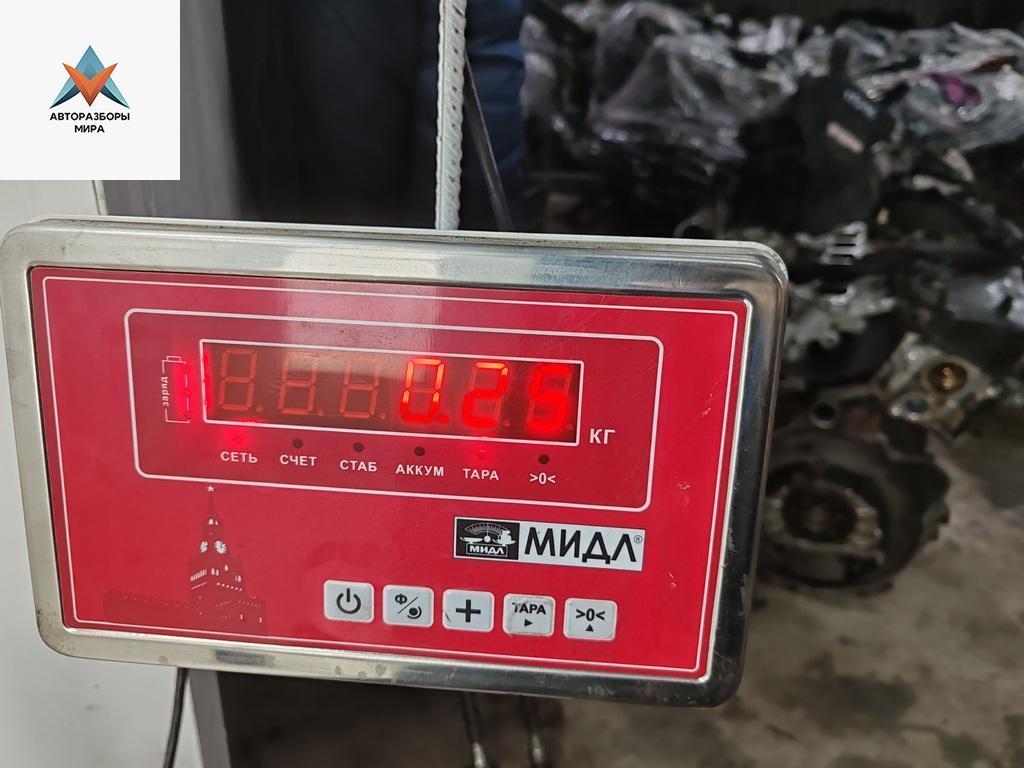 АВТОРАЗБОРЫ
МИРА
заряд
0.25
КГ
СЕТЬ СЧЕТ СТАБ АККУМ ТАРА >0<
МИДЛ МИДЛ®
Ф/ + ТАРА >0<